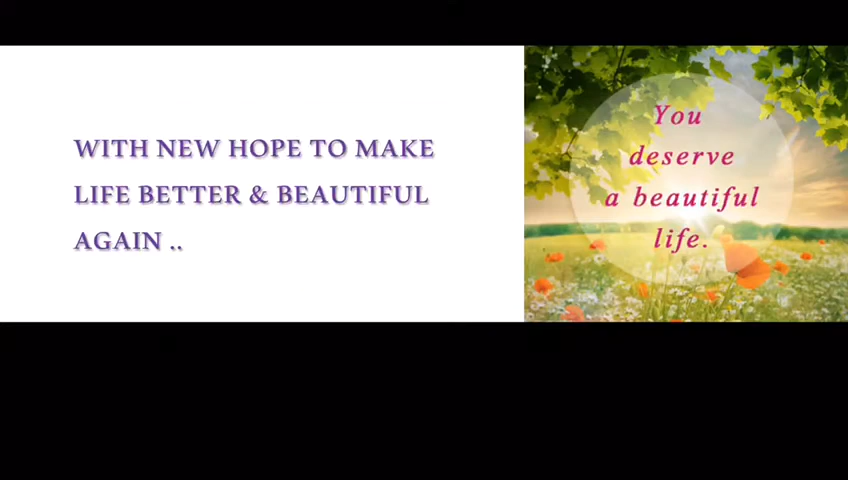 WITH NEW HOPE TO MAKE
LIFE BETTER & BEAUTIFUL
AGAIN ..
You
deserve
a beautiful
life.